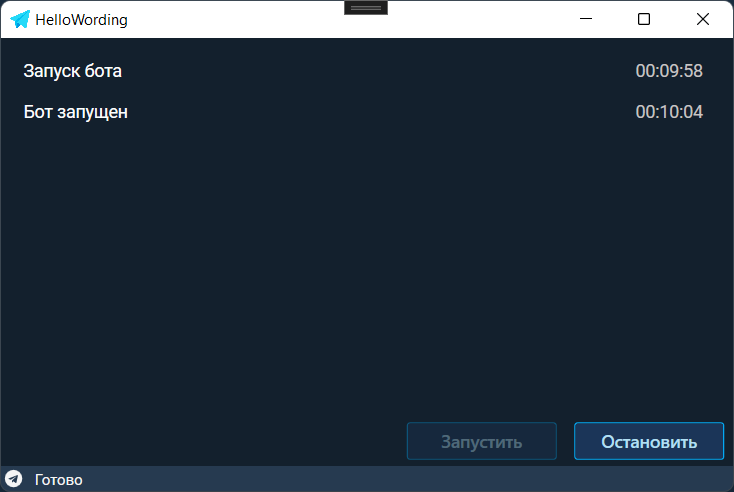 HelloWording
Запуск бота 00:09:58
Бот запущен 00:10:04
Запустить Остановить
Готово